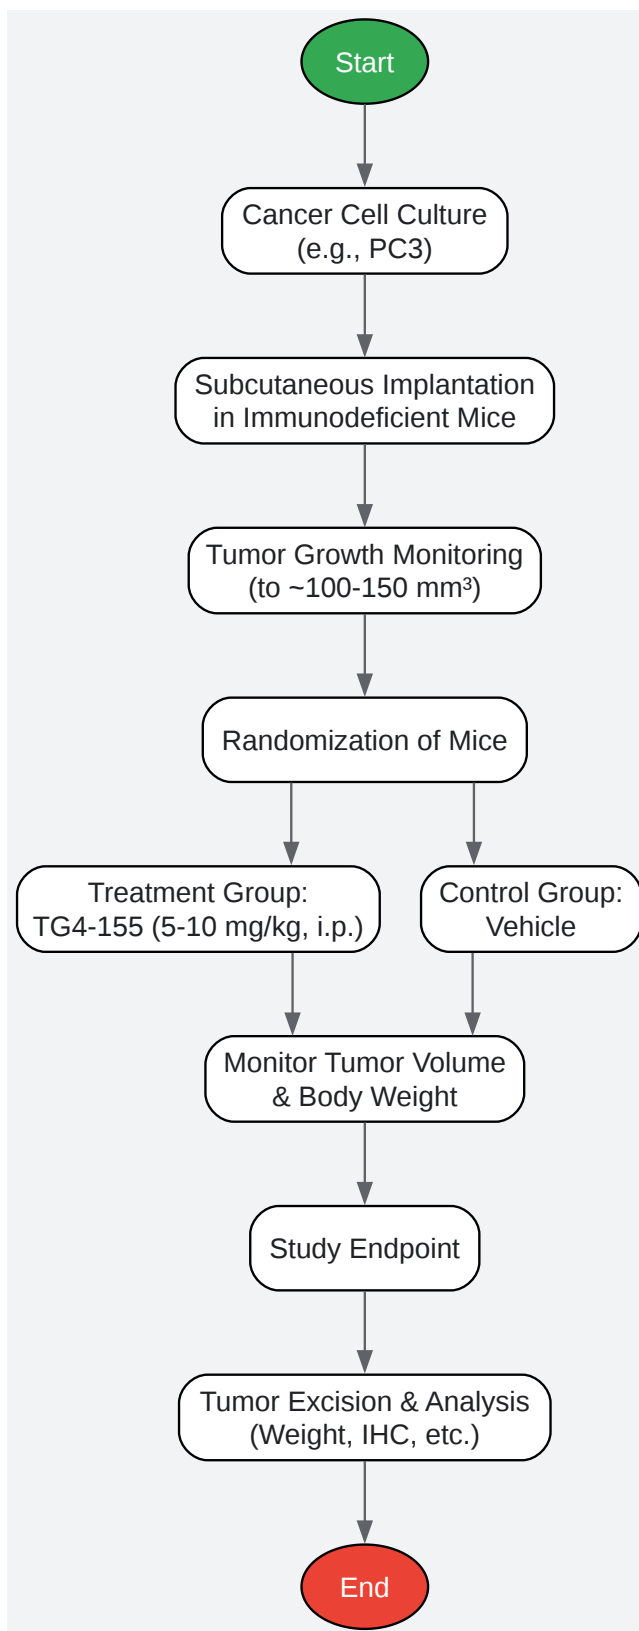 Start
Cancer Cell Culture
(e.g., PC3)
Subcutaneous Implantation
in Immunodeficient Mice
Tumor Growth Monitoring
(to ~100-150 mm³)
Randomization of Mice
Treatment Group:
TG4-155 (5-10 mg/kg, i.p.)
Control Group:
Vehicle
Monitor Tumor Volume
& Body Weight
Study Endpoint
Tumor Excision & Analysis
(Weight, IHC, etc.)
End